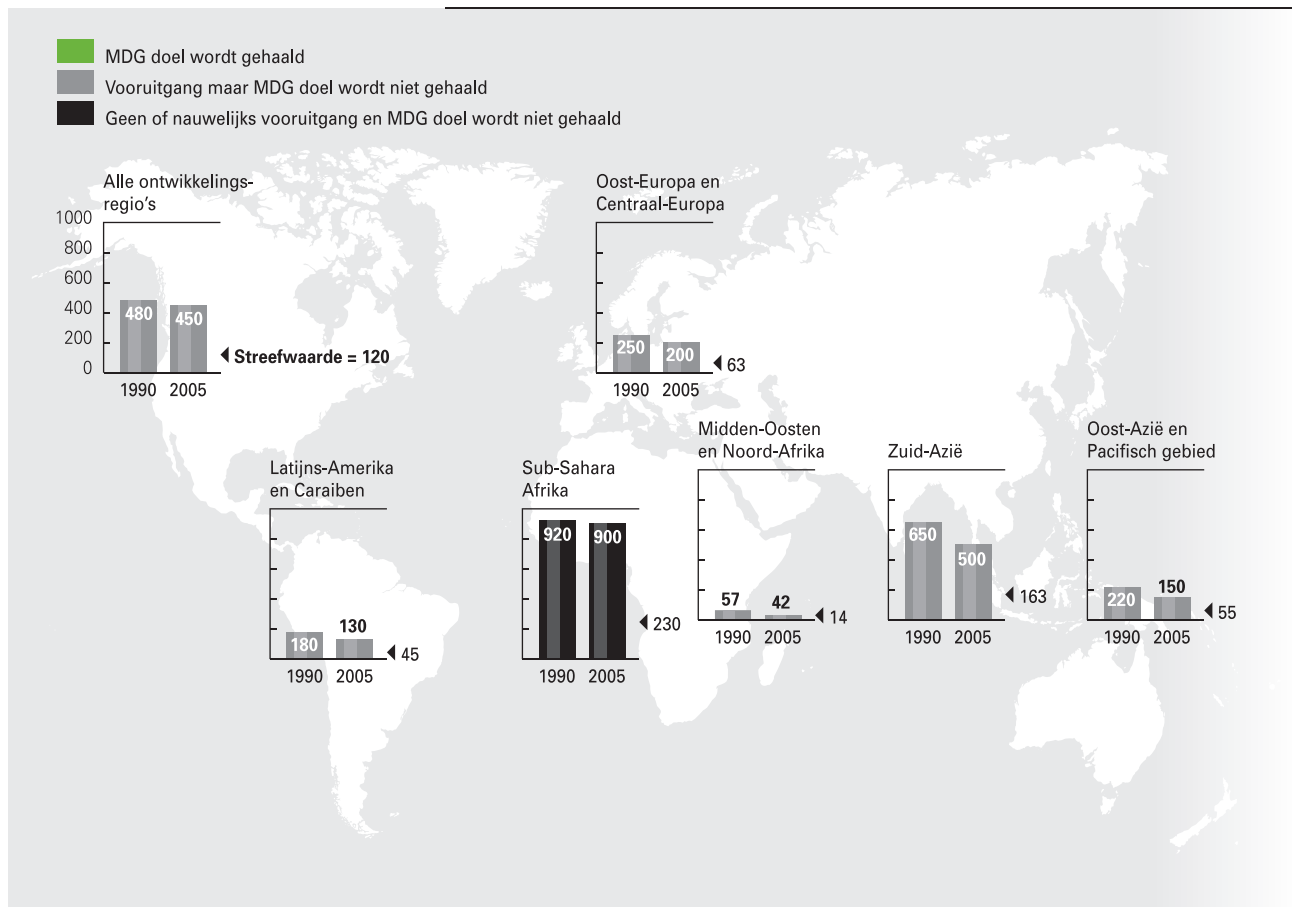 MDG doel wordt gehaald
Vooruitgang maar MDG doel wordt niet gehaald
Geen of nauwelijks vooruitgang en MDG doel wordt niet gehaald
Alle ontwikkelings-
regio's
1000
800
600
400
200
0
480
450
Streefwaarde = 120
1990 2005
Oost-Europa en
Centraal-Europa
250
200
63
1990 2005
Latijns-Amerika
en Caraiben
180
130
45
1990 2005
Sub-Sahara
Afrika
920
900
230
1990 2005
Midden-Oosten
en Noord-Afrika
57
42
14
1990 2005
Zuid-Azië
650
500
163
1990 2005
Oost-Azië en
Pacifisch gebied
220
150
55
1990 2005